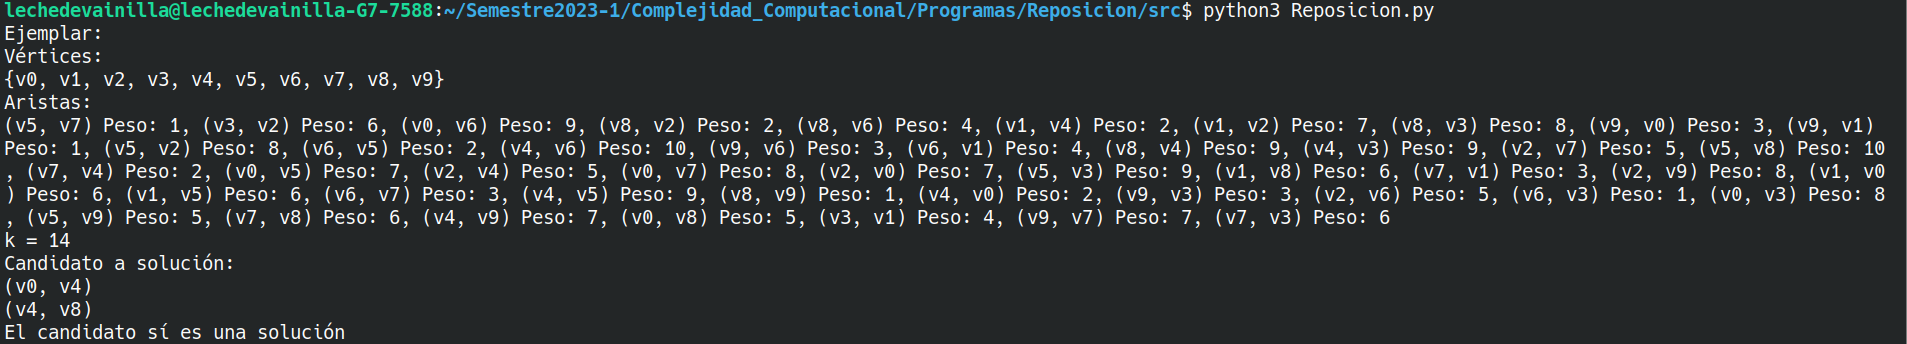 lechedevainilla@lechedevainilla-G7-7588:~/Semestre2023-1/Complejidad_Computacional/Programas/Reposicion/src$ python3 Reposicion.py
Ejemplar:
Vértices:
{v0, v1, v2, v3, v4, v5, v6, v7, v8, v9}
Aristas:
(v5, v7) Peso: 1, (v3, v2) Peso: 6, (v0, v6) Peso: 9, (v8, v2) Peso: 2, (v8, v6) Peso: 4, (v1, v4) Peso: 2, (v1, v2) Peso: 7, (v8, v3) Peso: 8, (v9, v0) Peso: 3, (v9, v1)
Peso: 1, (v5, v2) Peso: 8, (v6, v5) Peso: 2, (v4, v6) Peso: 10, (v9, v6) Peso: 3, (v6, v1) Peso: 4, (v8, v4) Peso: 9, (v4, v3) Peso: 9, (v2, v7) Peso: 5, (v5, v8) Peso: 10
, (v7, v4) Peso: 2, (v0, v5) Peso: 7, (v2, v4) Peso: 5, (v0, v7) Peso: 8, (v2, v0) Peso: 7, (v5, v3) Peso: 9, (v1, v8) Peso: 6, (v7, v1) Peso: 3, (v2, v9) Peso: 8, (v1, v0
) Peso: 6, (v1, v5) Peso: 6, (v6, v7) Peso: 3, (v4, v5) Peso: 9, (v8, v9) Peso: 1, (v4, v0) Peso: 2, (v9, v3) Peso: 3, (v2, v6) Peso: 5, (v6, v3) Peso: 1, (v0, v3) Peso: 8
, (v5, v9) Peso: 5, (v7, v8) Peso: 6, (v4, v9) Peso: 7, (v0, v8) Peso: 5, (v3, v1) Peso: 4, (v9, v7) Peso: 7, (v7, v3) Peso: 6
k = 14
Candidato a solución:
(v0, v4)
(v4, v8)
El candidato sí es una solución